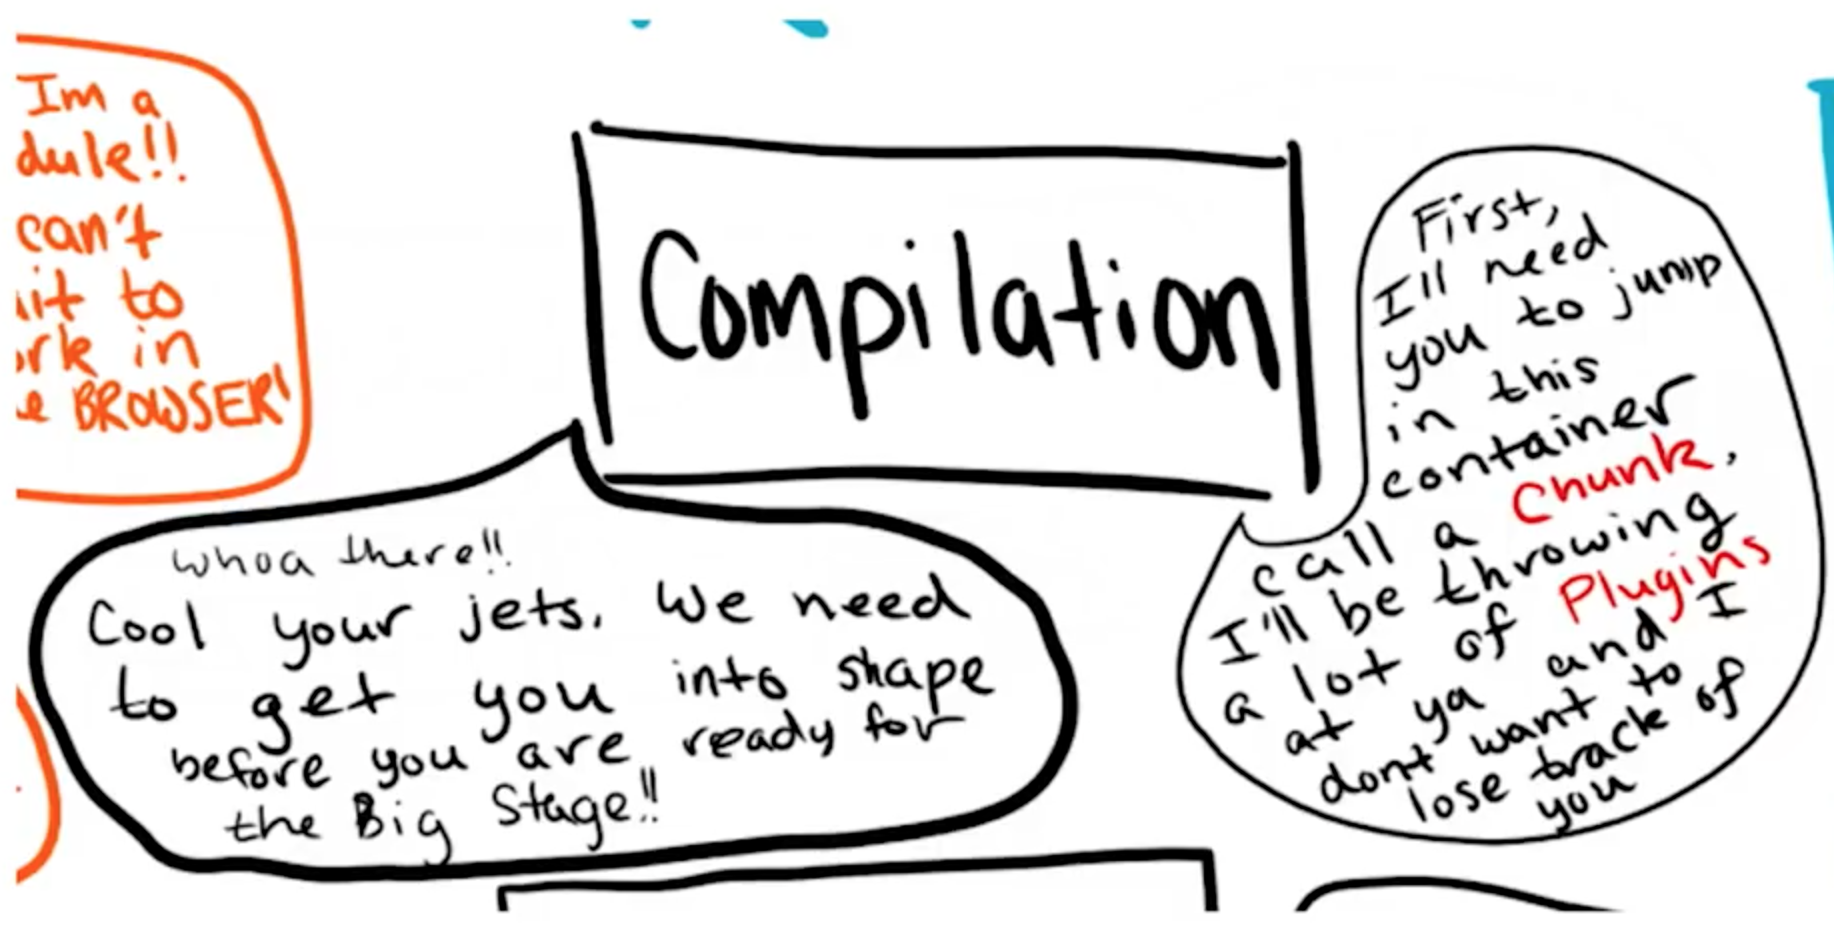 Im a
dule!!
can't
it to
rk in
e BROWSER!
Compilation
whoa there!!
Cool your jets. We need
to get you into shape
before you are ready for
the Big Stage!!
First,
I'll need
you to jump
in this
container
call a Chunk.
I'll be throwing
a lot of Plugins
at ya and I
dont want to
lose track of
you